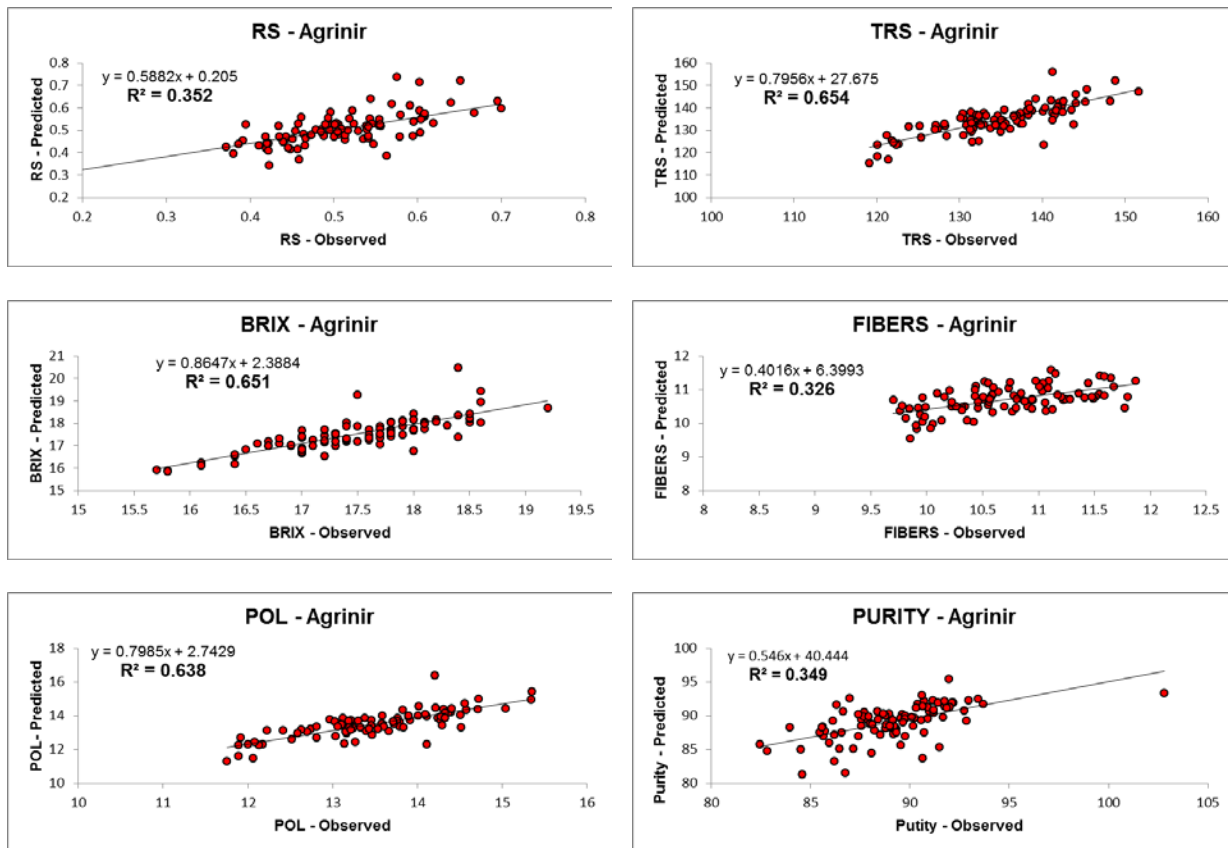 RS - Agrinir
y = 0.5882x + 0.205
R² = 0.352
RS - Predicted
0.8
0.7
0.6
0.5
0.4
0.3
0.2
0.2 0.3 0.4 0.5 0.6 0.7 0.8
RS - Observed
TRS - Agrinir
y = 0.7956x + 27.675
R² = 0.654
TRS - Predicted
160
150
140
130
120
110
100
100 110 120 130 140 150 160
TRS - Observed
BRIX - Agrinir
y = 0.8647x + 2.3884
R² = 0.651
BRIX - Predicted
21
20
19
18
17
16
15
15 15.5 16 16.5 17 17.5 18 18.5 19 19.5
BRIX - Observed
FIBERS - Agrinir
y = 0.4016x + 6.3993
R² = 0.326
FIBERS - Predicted
12
11
10
9
8
8 8.5 9 9.5 10 10.5 11 11.5 12 12.5
FIBERS - Observed
POL - Agrinir
y = 0.7985x + 2.7429
R² = 0.638
POL- Predicted
18
16
14
12
10
10 11 12 13 14 15 16
POL - Observed
PURITY - Agrinir
y = 0.546x + 40.444
R² = 0.349
Purity - Predicted
100
95
90
85
80
80 85 90 95 100 105
Putity - Observed